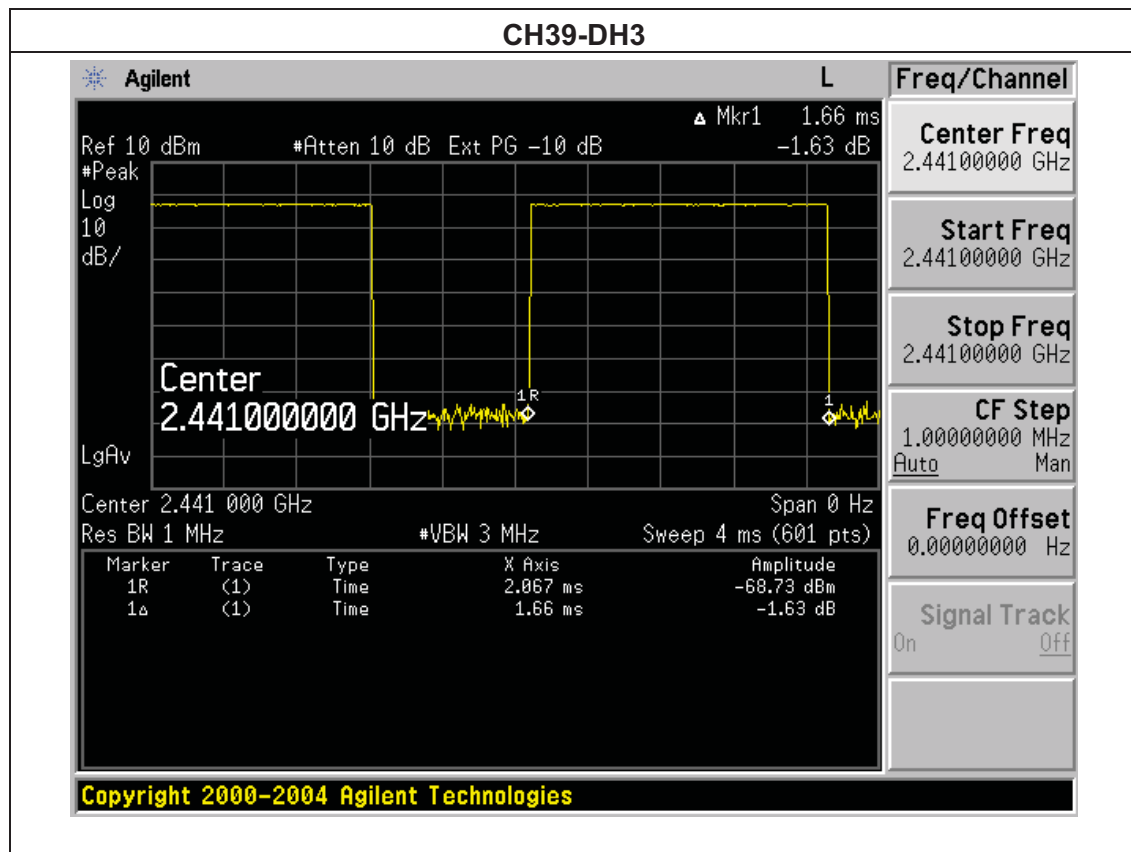 CH39-DH3
Agilent L Freq/Channel
Δ Mkr1 1.66 ms
Ref 10 dBm #Atten 10 dB Ext PG -10 dB -1.63 dB
#Peak
Log
10
dB/
Center
2.441000000 GHz
1R
1
LgAv
Center 2.441 000 GHz Span 0 Hz
Res BW 1 MHz #VBW 3 MHz Sweep 4 ms (601 pts)
Marker Trace Type X Axis Amplitude
1R (1) Time 2.067 ms -68.73 dBm
1Δ (1) Time 1.66 ms -1.63 dB
Center Freq
2.44100000 GHz
Start Freq
2.44100000 GHz
Stop Freq
2.44100000 GHz
CF Step
1.00000000 MHz
Auto Man
Freq Offset
0.00000000 Hz
Signal Track
On Off
Copyright 2000-2004 Agilent Technologies